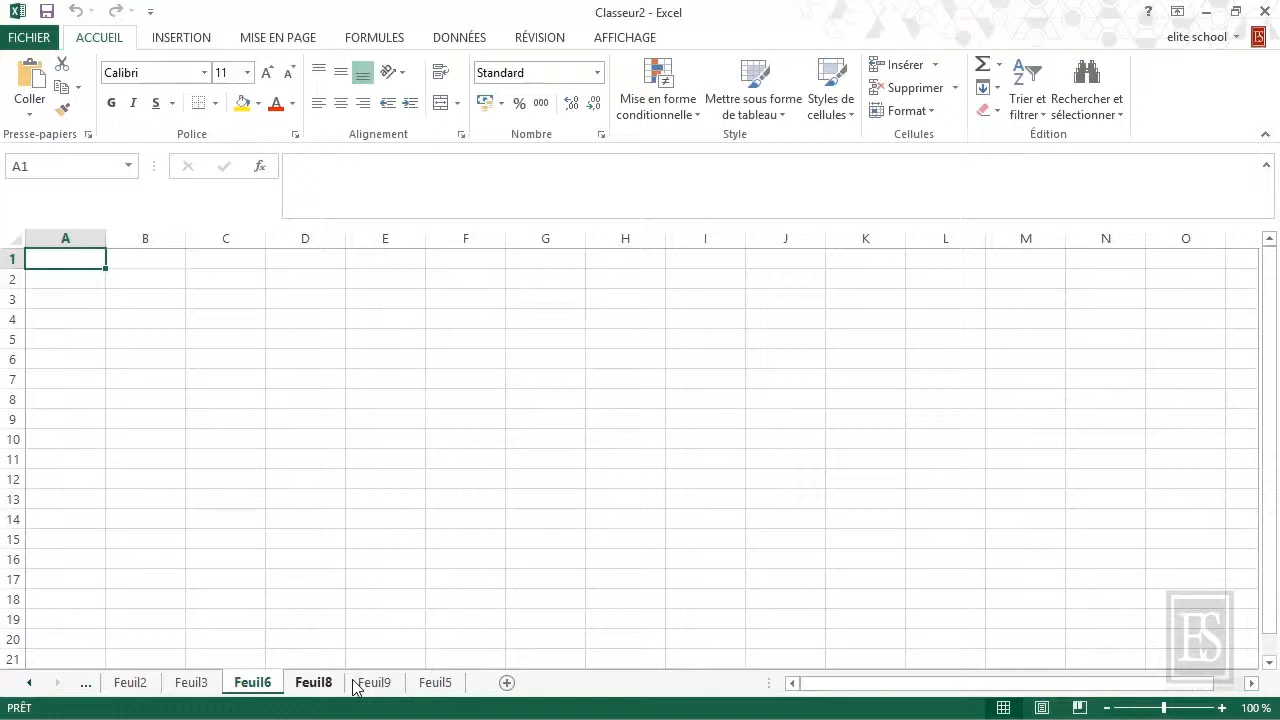 Classeur2 - Excel
FICHIER ACCUEIL INSERTION MISE EN PAGE FORMULES DONNÉES RÉVISION AFFICHAGE elite school
Coller
Calibri 11
G I S
Standard
% 000
Mise en forme conditionnelle
Mettre sous forme de tableau
Styles de cellules
Insérer
Supprimer
Format
Trier et filtrer
Rechercher et sélectionner
Presse-papiers Police Alignement Nombre Style Cellules Édition
A1 fx
A B C D E F G H I J K L M N O
1
2
3
4
5
6
7
8
9
10
11
12
13
14
15
16
17
18
19
20
21
ES
... Feuil2 Feuil3 Feuil6 Feuil8 Feuil9 Feuil5
PRÊT 100 %